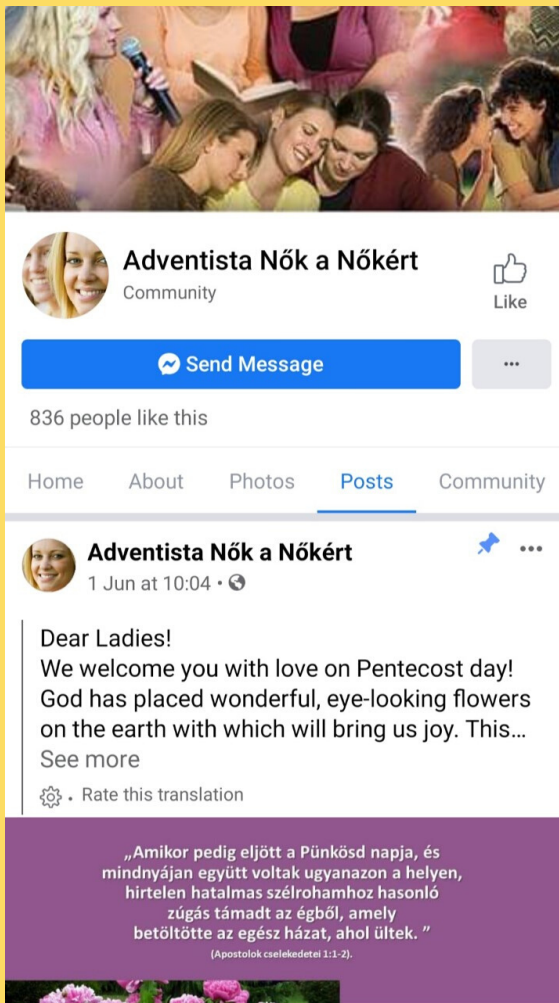 Adventista Nők a Nőkért
Community
Like
Send Message
...
836 people like this
Home About Photos Posts Community
Adventista Nők a Nőkért
1 Jun at 10:04 •
Dear Ladies!
We welcome you with love on Pentecost day!
God has placed wonderful, eye-looking flowers
on the earth with which will bring us joy. This...
See more
• Rate this translation
„Amikor pedig eljött a Pünkösd napja, és
mindnyájan együtt voltak ugyanazon a helyen,
hirtelen hatalmas szélrohamhoz hasonló
zúgás támadt az égből, amely
betöltötte az egész házat, ahol ültek. ”
(Apostolok cselekedetei 1:1-2).